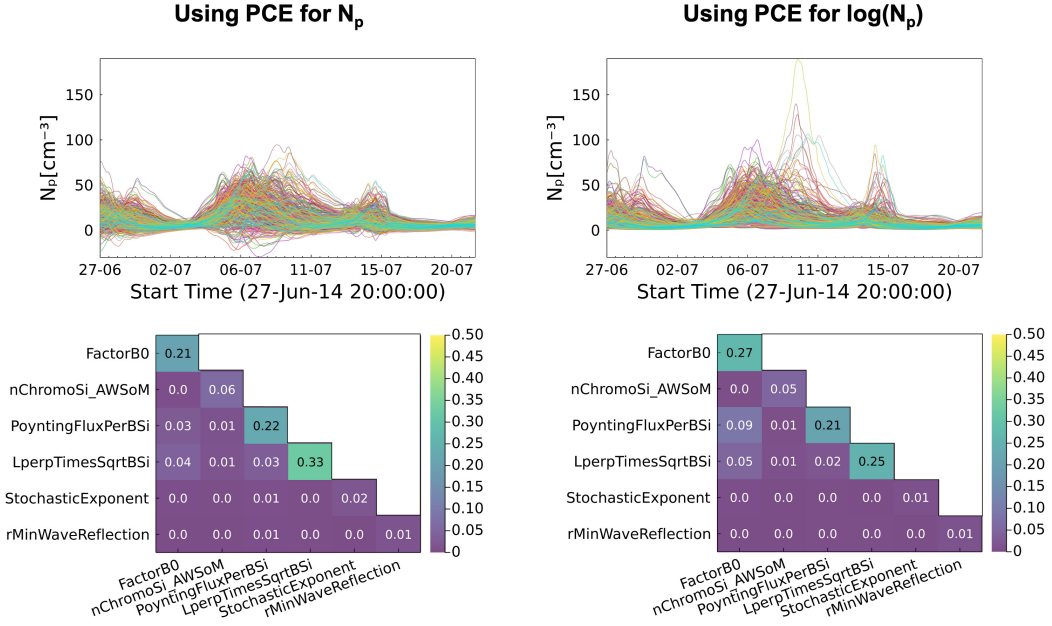 Using PCE for Nₚ
Using PCE for log(Nₚ)
150
100
50
0
Nₚ[cm⁻³]
27-06 02-07 06-07 11-07 15-07 20-07
Start Time (27-Jun-14 20:00:00)
150
100
50
0
Nₚ[cm⁻³]
27-06 02-07 06-07 11-07 15-07 20-07
Start Time (27-Jun-14 20:00:00)
FactorB0 0.21
nChromoSi_AWSoM 0.0 0.06
PoyntingFluxPerBSi 0.03 0.01 0.22
LperpTimesSqrtBSi 0.04 0.01 0.03 0.33
StochasticExponent 0.0 0.0 0.01 0.0 0.02
rMinWaveReflection 0.0 0.0 0.01 0.0 0.0 0.01
FactorB0
nChromoSi_AWSoM
PoyntingFluxPerBSi
LperpTimesSqrtBSi
StochasticExponent
rMinWaveReflection
0.50
0.45
0.40
0.35
0.30
0.25
0.20
0.15
0.10
0.05
0
FactorB0 0.27
nChromoSi_AWSoM 0.0 0.05
PoyntingFluxPerBSi 0.09 0.01 0.21
LperpTimesSqrtBSi 0.05 0.01 0.02 0.25
StochasticExponent 0.0 0.0 0.0 0.0 0.01
rMinWaveReflection 0.0 0.0 0.0 0.0 0.0 0.01
FactorB0
nChromoSi_AWSoM
PoyntingFluxPerBSi
LperpTimesSqrtBSi
StochasticExponent
rMinWaveReflection
0.50
0.45
0.40
0.35
0.30
0.25
0.20
0.15
0.10
0.05
0